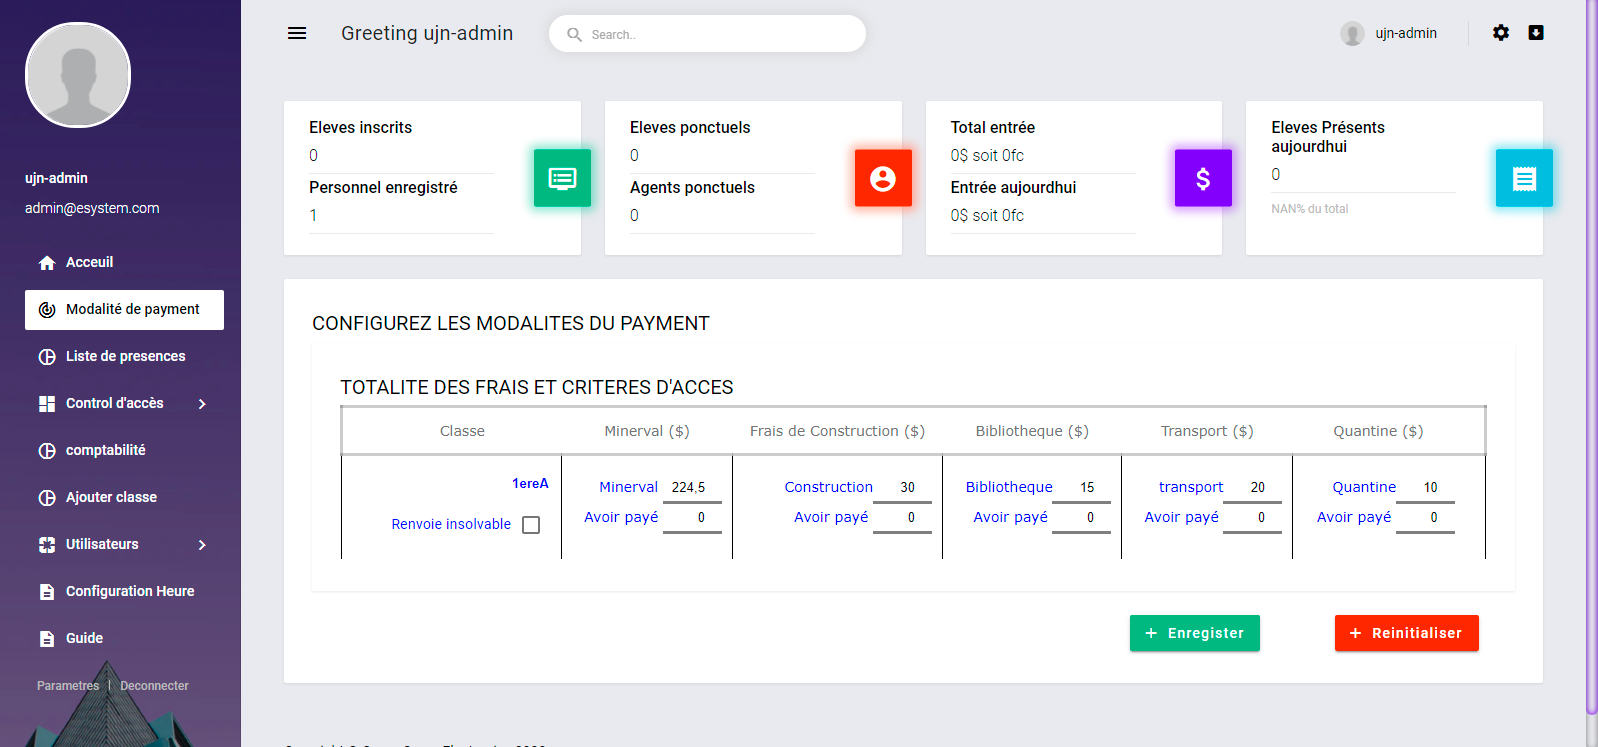 ujn-admin
admin@esystem.com
Acceuil
Modalité de payment
Liste de presences
Control d'accès
comptabilité
Ajouter classe
Utilisateurs
Configuration Heure
Guide
Parametres | Deconnecter
Greeting ujn-admin
Search..
ujn-admin
Eleves inscrits
0
Personnel enregistré
1
Eleves ponctuels
0
Agents ponctuels
0
Total entrée
0$ soit 0fc
Entrée aujourdhui
0$ soit 0fc
Eleves Présents
aujourdhui
0
NAN% du total
CONFIGUREZ LES MODALITES DU PAYMENT
TOTALITE DES FRAIS ET CRITERES D'ACCES
Classe Minerval ($) Frais de Construction ($) Bibliotheque ($) Transport ($) Quantine ($)
1ereA
Minerval 224,5 Construction 30 Bibliotheque 15 transport 20 Quantine 10
Renvoie insolvable
Avoir payé 0 Avoir payé 0 Avoir payé 0 Avoir payé 0 Avoir payé 0
+ Enregister
+ Reinitialiser